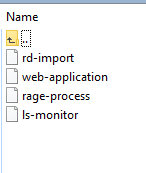 Name
..
rd-import
web-application
rage-process
ls-monitor